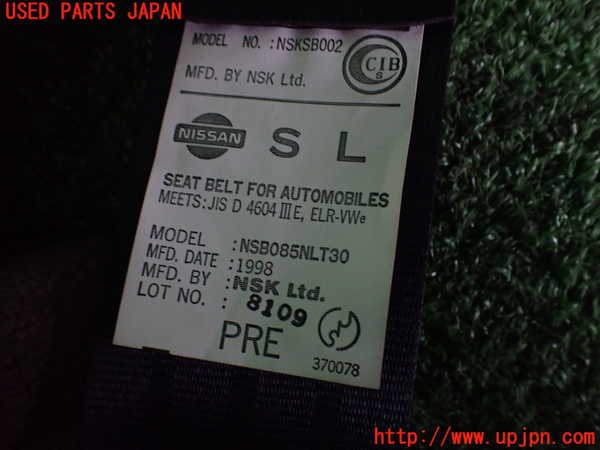 USED PARTS JAPAN
MODEL NO. : NSKSB002
MFD. BY NSK Ltd.
CIB
S
NISSAN
S L
SEAT BELT FOR AUTOMOBILES
MEETS:JIS D 4604 III E, ELR-VWe
MODEL : NSB085NLT30
MFD. DATE : 1998
MFD. BY : NSK Ltd.
LOT NO. : 8109
PRE
370078
http://www.upjpn.com/